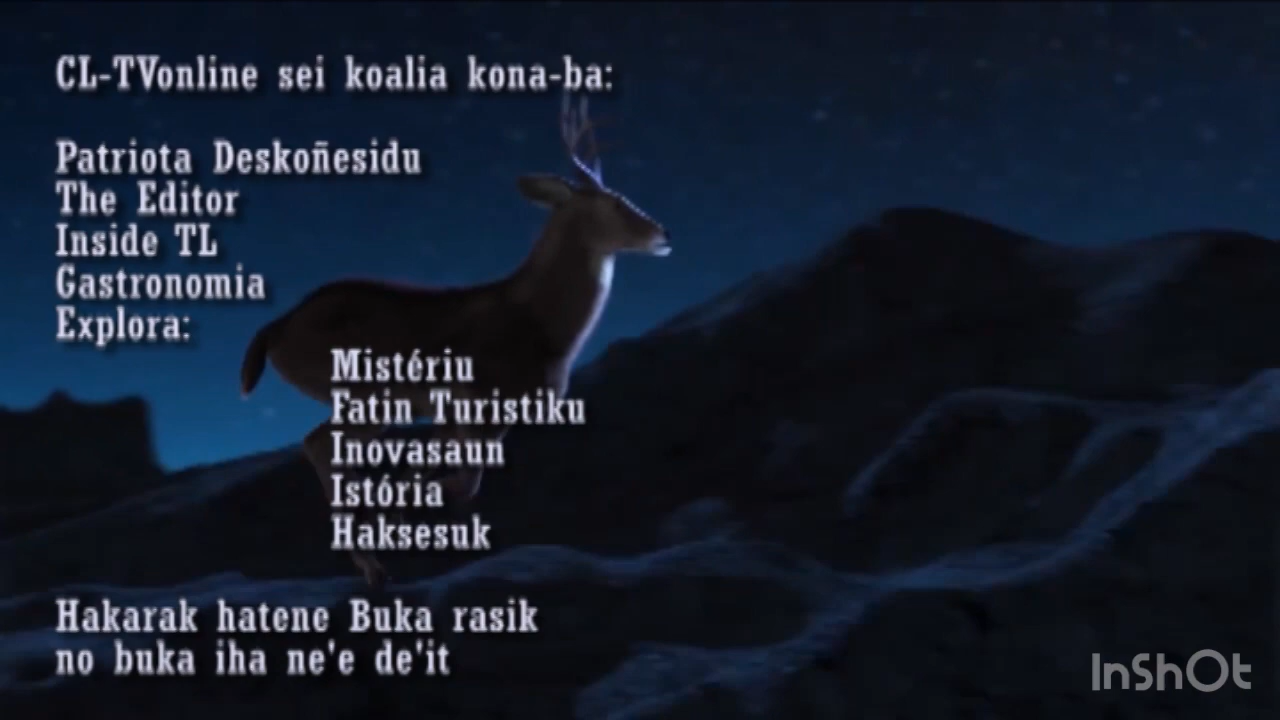 CL-TVonline sei koalia kona-ba:
Patriota Deskoñesidu
The Editor
Inside TL
Gastronomia
Explora:
Mistériu
Fatin Turistiku
Inovasaun
Istória
Haksesuk
Hakarak hatene Buka rasik
no buka iha ne'e de'it
InShOt